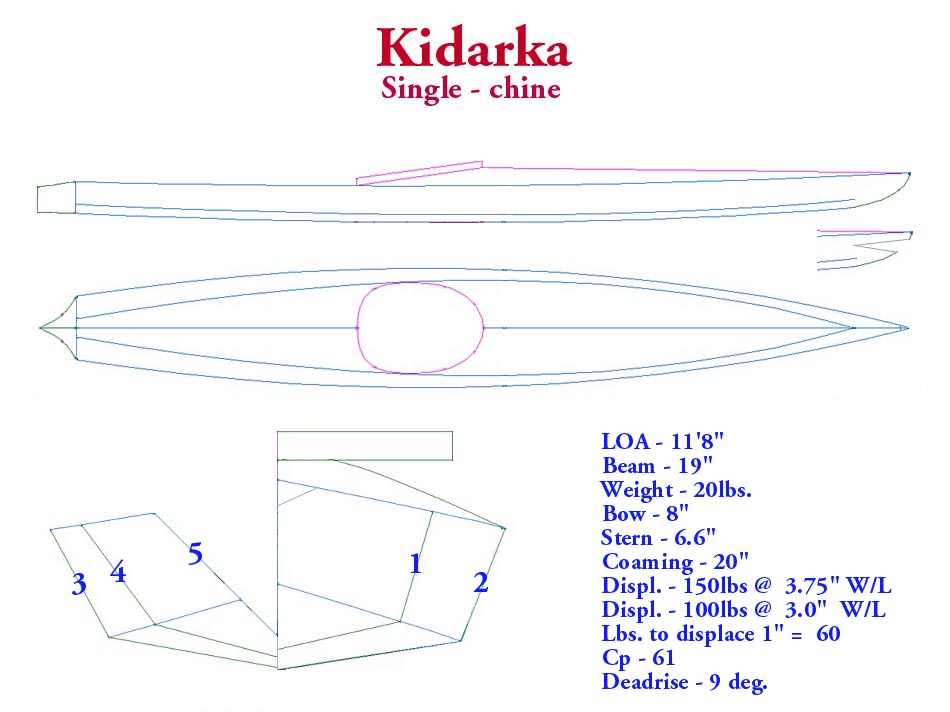 Kidarka
Single - chine
1
2
3
4
5
LOA - 11'8"
Beam - 19"
Weight - 20lbs.
Bow - 8"
Stern - 6.6"
Coaming - 20"
Displ. - 150lbs @ 3.75" W/L
Displ. - 100lbs @ 3.0" W/L
Lbs. to displace 1" = 60
Cp - 61
Deadrise - 9 deg.